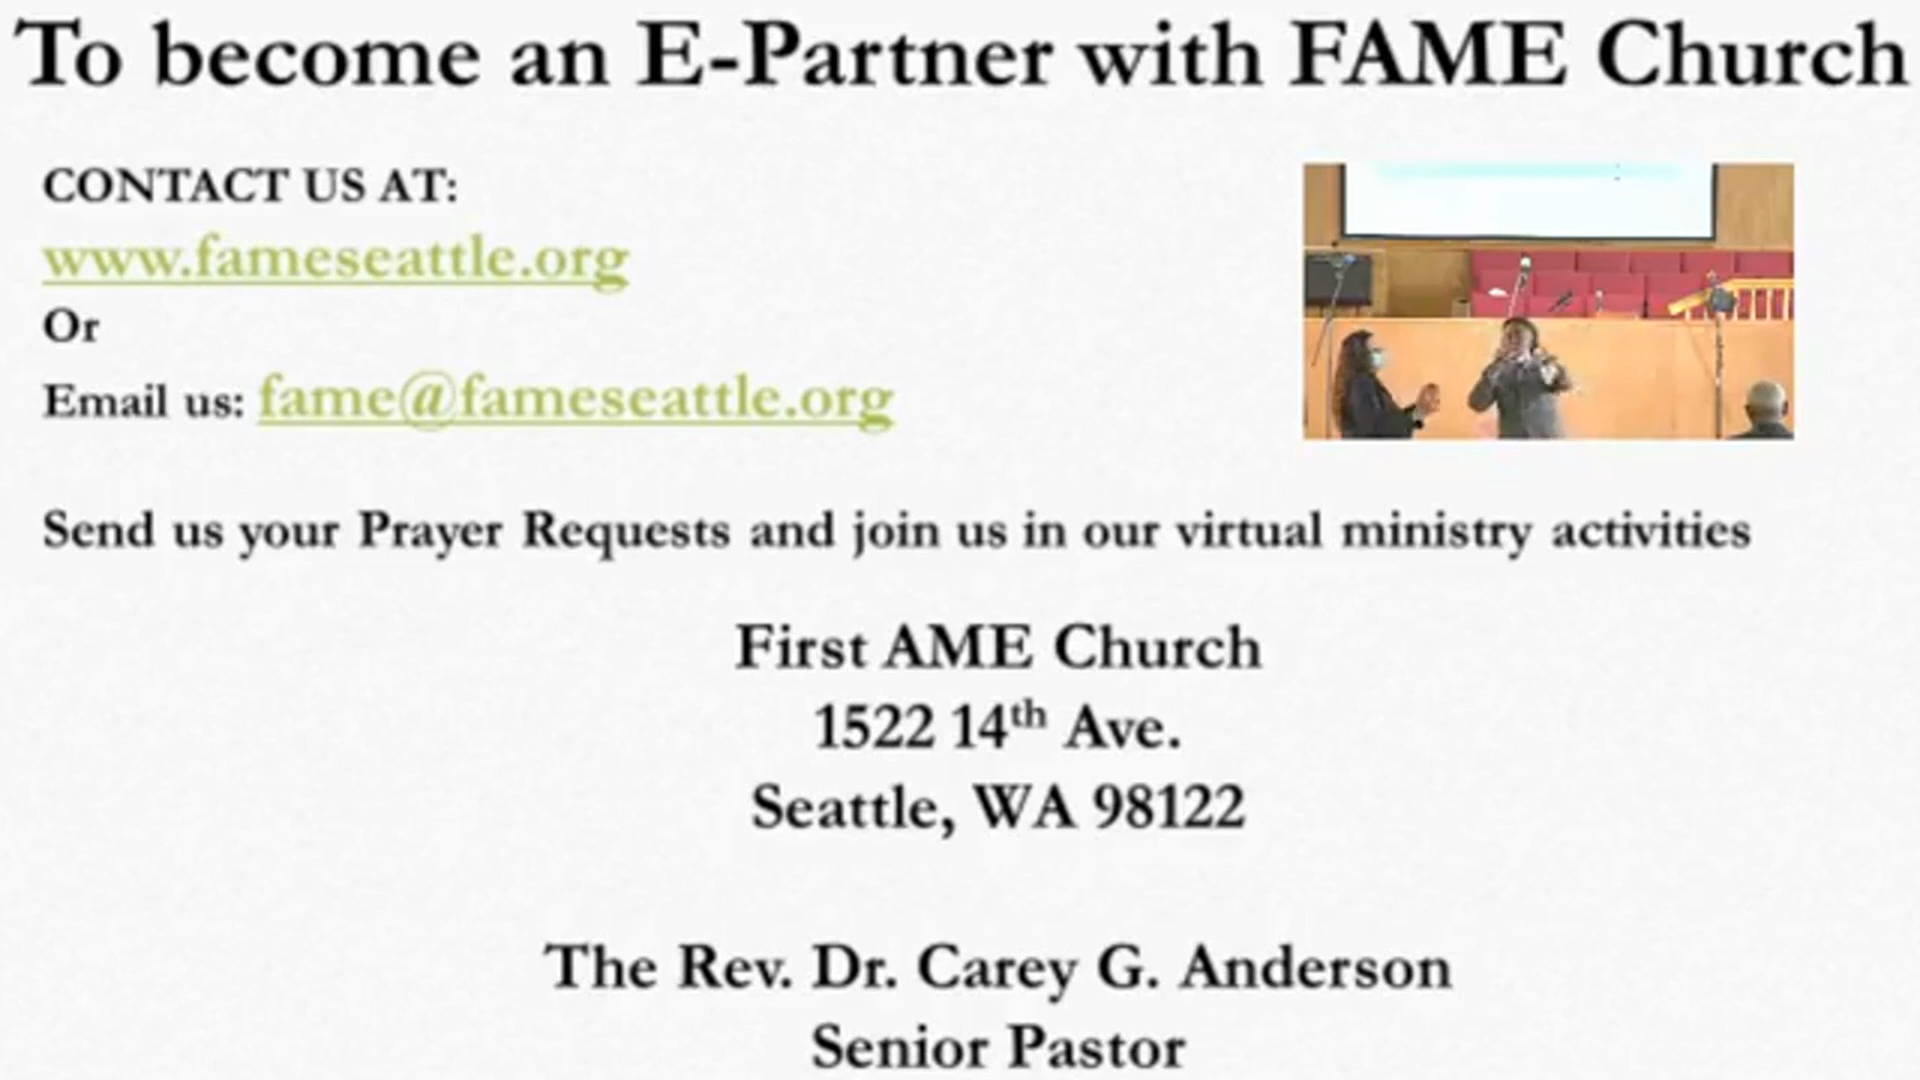 To become an E-Partner with FAME Church
CONTACT US AT:
www.fameseattle.org
Or
Email us: fame@fameseattle.org
Send us your Prayer Requests and join us in our virtual ministry activities
First AME Church
1522 14th Ave.
Seattle, WA 98122
The Rev. Dr. Carey G. Anderson
Senior Pastor